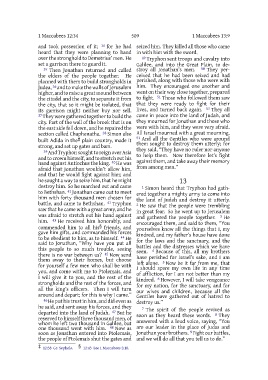 1 Maccabees 12.34
509
1 Maccabees 13.9
and took possession of it; 34 for he had
heard that they were planning to hand
over the stronghold to Demetrius' men. He
set a garrison there to guard it.
35 Then Jonathan returned and called
the elders of the people together. He
planned with them to build strongholds in
Judea, 36 and to make the walls of Jerusalem
higher, and to raise a great mound between
the citadel and the city, to separate it from
the city, that so it might be isolated, that
its garrison might neither buy nor sell.
37 They were gathered together to build the
city. Part of the wall of the brook that is on
the east side fell down, and he repaired the
section called Chaphenatha. 38 Simon also
built Adida in the plain country, made it
strong, and set up gates and bars.
39 And Tryphon sought to reign over Asia
and to crown himself, and to stretch out his
hand against Antiochus the king. 40 He was
afraid that Jonathan wouldn't allow him,
and that he would fight against him; and
he sought a way to seize him, that he might
destroy him. So he marched out and came
to Bethshan. 41 Jonathan came out to meet
him with forty thousand men chosen for
battle, and came to Bethshan. 42 Tryphon
saw that he came with a great army, and he
was afraid to stretch out his hand against
him. 43 He received him honorably, and
commended him to all his friends, and
gave him gifts, and commanded his forces
to be obedient to him, as to himself. 44 He
said to Jonathan, "Why have you put all
this people to so much trouble, seeing
there is no war between us? 45 Now send
them away to their homes, but choose
for yourself a few men who shall be with
you, and come with me to Ptolemais, and
I will give it to you, and the rest of the
strongholds and the rest of the forces, and
all the king's officers. Then I will turn
around and depart; for this is why I came."
46 He put his trust in him, and did even as
he said, and sent away his forces, and they
departed into the land of Judah. 47 But he
reserved to himself three thousand men, of
whom he left two thousand in Galilee, but
one thousand went with him. 48 Now as
soon as Jonathan entered into Ptolemais,
the people of Ptolemais shut the gates and
seized him. They killed all those who came
in with him with the sword.
49 Tryphon sent troops and cavalry into
Galilee, and into the great plain, to de-
stroy all Jonathan's men. 50 They per-
ceived that he had been seized and had
perished, along with those who were with
him. They encouraged one another and
went on their way close together, prepared
to fight. 51 Those who followed them saw
that they were ready to fight for their
lives, and turned back again. 52 They all
came in peace into the land of Judah, and
they mourned for Jonathan and those who
were with him, and they were very afraid.
All Israel mourned with a great mourning.
53 And all the Gentiles who were around
them sought to destroy them utterly; for
they said, "They have no ruler nor anyone
to help them. Now therefore let's fight
against them, and take away their memory
from among men."
13
1 Simon heard that Tryphon had gath-
ered together a mighty army to come into
the land of Judah and destroy it utterly.
2 He saw that the people were trembling
in great fear. So he went up to Jerusalem
and gathered the people together. 3 He
encouraged them, and said to them, "You
yourselves know all the things that I, my
kindred, and my father's house have done
for the laws and the sanctuary, and the
battles and the distresses which we have
seen. 4 Because of this, all my brothers
have perished for Israel's sake, and I am
left alone. 5 Now be it far from me, that
I should spare my own life in any time
of affliction, for I am not better than my
kindred. 6 However, I will take vengeance
for my nation, for the sanctuary, and for
our wives and children, because all the
Gentiles have gathered out of hatred to
destroy us."
7 The spirit of the people revived as
soon as they heard these words. 8 They
answered with a loud voice, saying, "You
are our leader in place of Judas and
Jonathan your brothers. 9 Fight our battles,
and we will do all that you tell us to do."